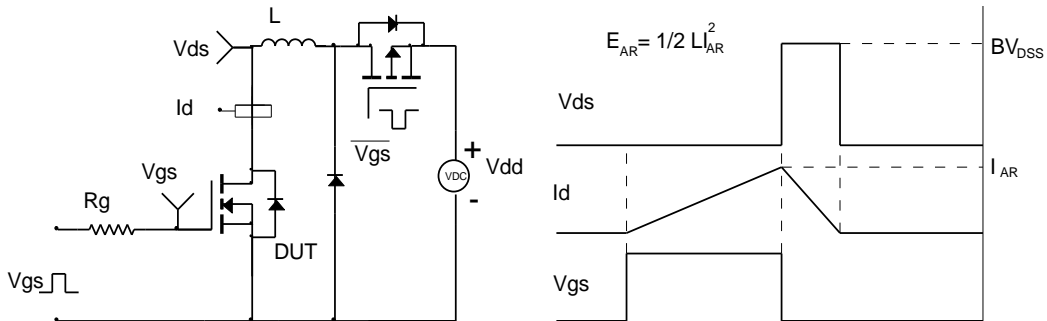 L
Vds
Id
Vgs
Vgs
+
VDC
Vdd
-
Vgs
Rg
DUT
Vgs
E_AR = 1/2 LI_AR^2
BV_DSS
Vds
I_AR
Id
Vgs